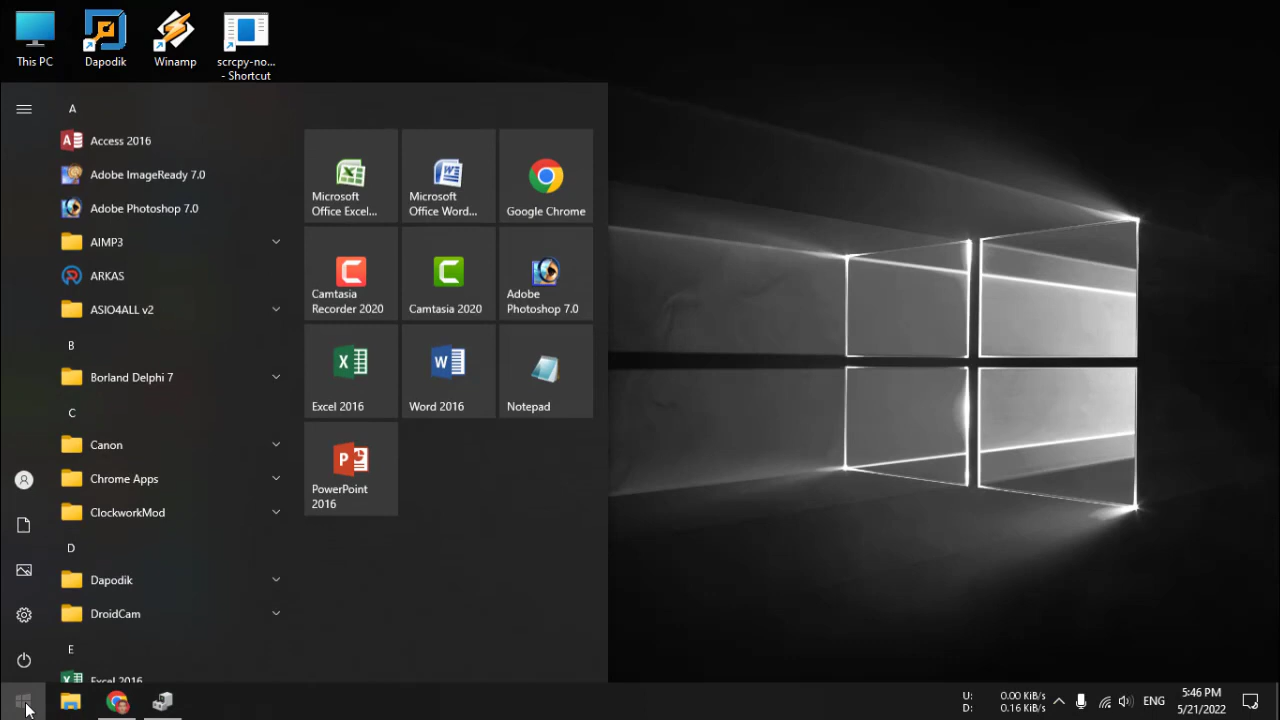 This PC
Dapodik
Winamp
scrcpy-no...
- Shortcut
A
Access 2016
Adobe ImageReady 7.0
Adobe Photoshop 7.0
AIMP3
ARKAS
ASIO4ALL v2
B
Borland Delphi 7
C
Canon
Chrome Apps
ClockworkMod
D
Dapodik
DroidCam
E
Excel 2016
Microsoft
Office Excel...
Microsoft
Office Word...
Google Chrome
Camtasia
Recorder 2020
Camtasia 2020
Adobe
Photoshop 7.0
Excel 2016
Word 2016
Notepad
PowerPoint
2016
U: 0.00 KiB/s
D: 0.16 KiB/s
ENG
5:46 PM
5/21/2022